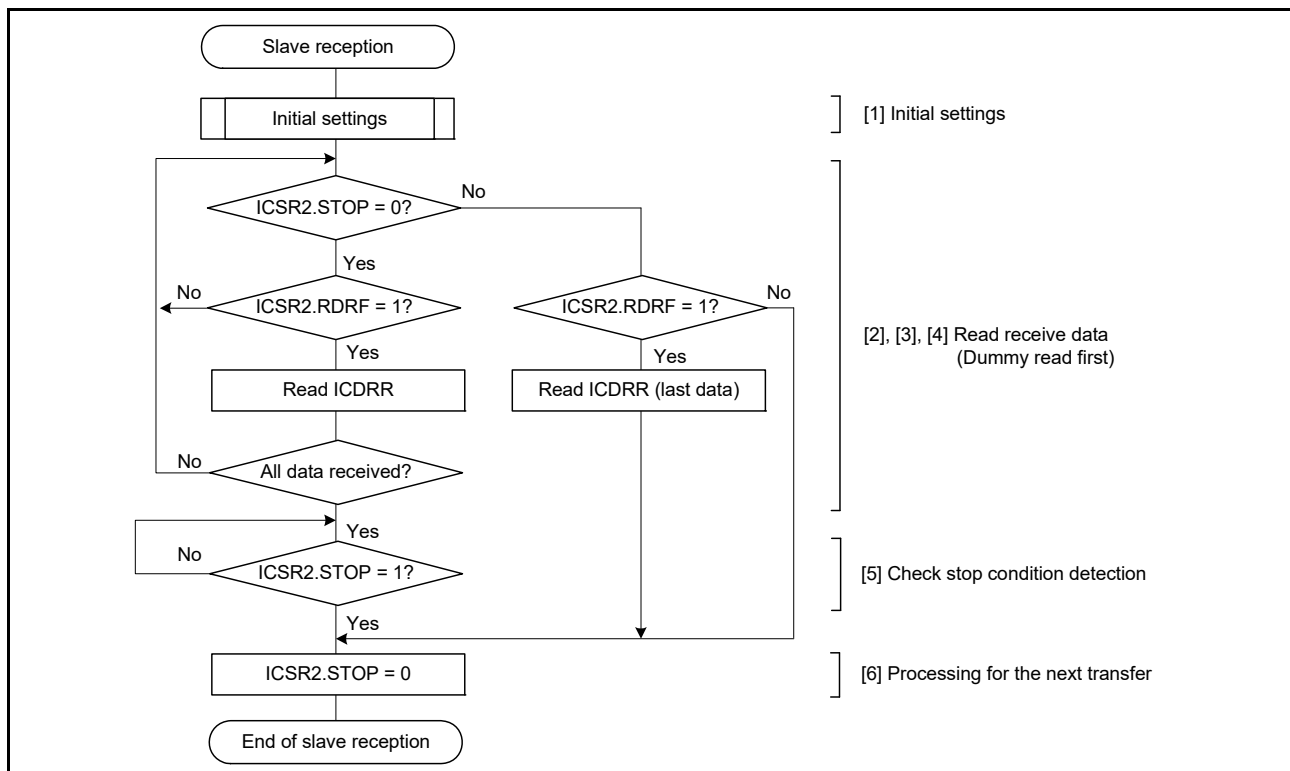 Slave reception
Initial settings
[1] Initial settings
ICSR2.STOP = 0?
No
Yes
No
ICSR2.RDRF = 1?
ICSR2.RDRF = 1?
No
Yes
Yes
Read ICDRR
Read ICDRR (last data)
[2], [3], [4] Read receive data
(Dummy read first)
No
All data received?
Yes
No
ICSR2.STOP = 1?
[5] Check stop condition detection
Yes
ICSR2.STOP = 0
[6] Processing for the next transfer
End of slave reception